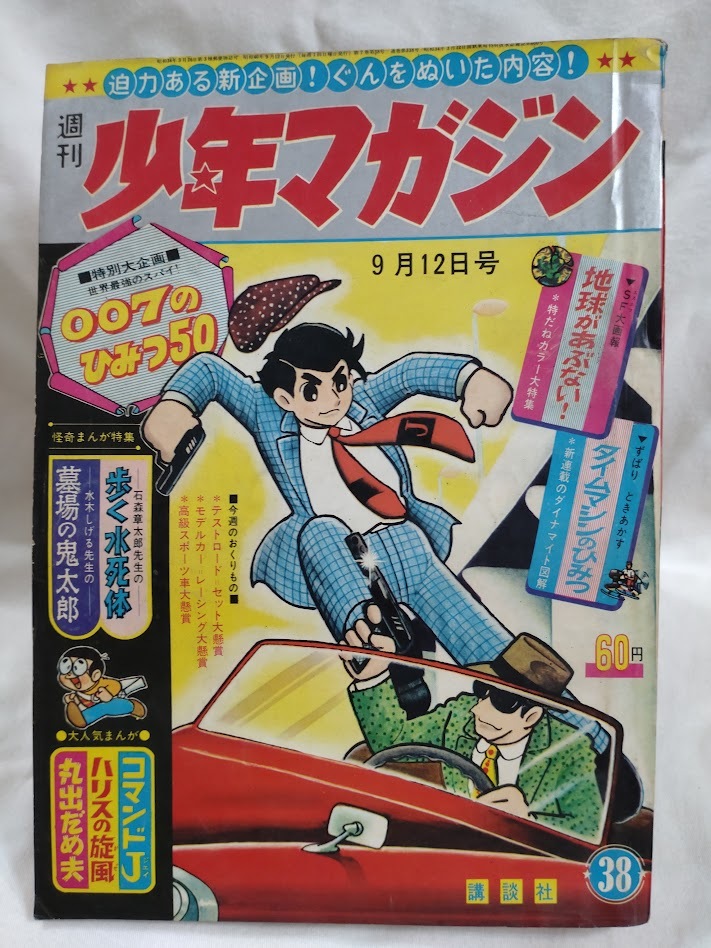 ★★迫力ある新企画!ぐんをぬいた内容!★★
週刊
少年マガジン
9月12日号
■特別大企画■
世界最強のスパイ!
007の
ひみつ50
▼SF大画報
地球があぶない!
*特だねカラー大特集
▼ずばり ときあかす
タイムマシンのひみつ
*新連載のダイナマイト図解
怪奇まんが特集
石森章太郎先生の
歩く水死体
水木しげる先生の
墓場の鬼太郎
■今週のおくりもの■
*テストロード=セット大懸賞
*モデルカー=レーシング大懸賞
*高級スポーツ車大懸賞
60円
●大人気まんが●
コマンドJ
ジェイ
ハリスの旋風
丸出だめ夫
講談社
38